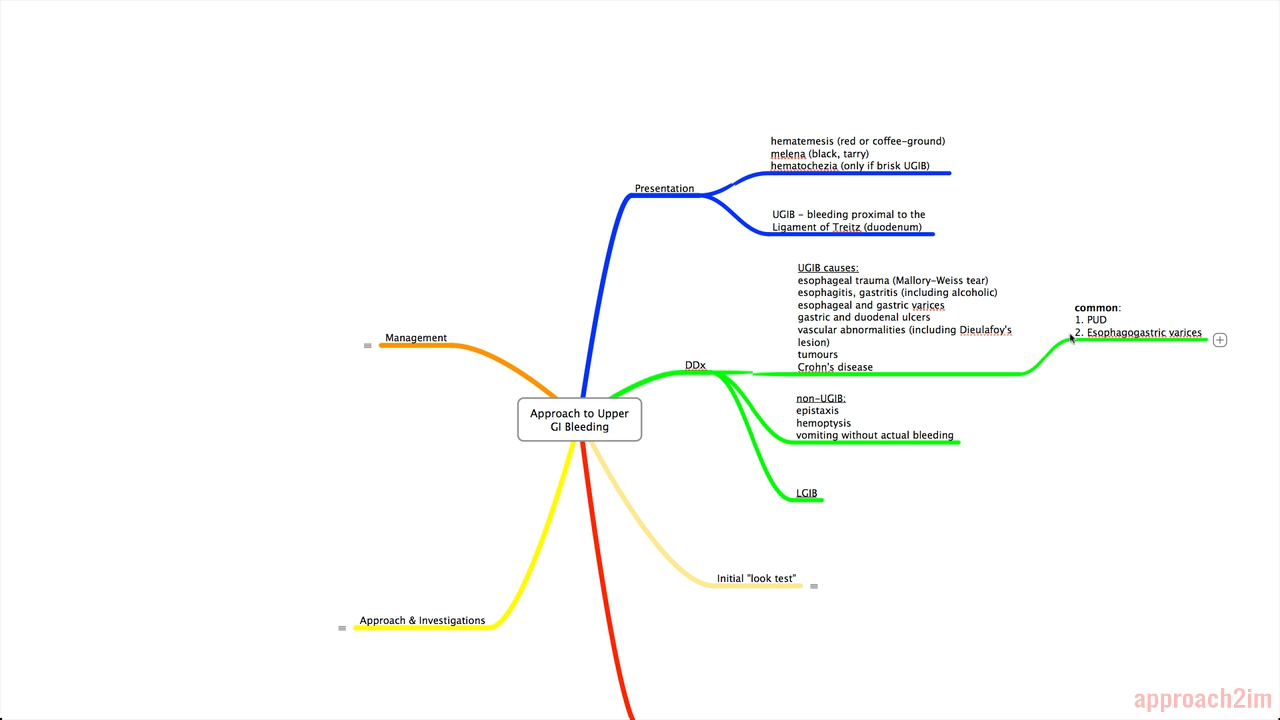 hematemesis (red or coffee-ground)
melena (black, tarry)
hematochezia (only if brisk UGIB)
Presentation
UGIB - bleeding proximal to the
Ligament of Treitz (duodenum)
UGIB causes:
esophageal trauma (Mallory-Weiss tear)
esophagitis, gastritis (including alcoholic)
esophageal and gastric varices
gastric and duodenal ulcers
vascular abnormalities (including Dieulafoy's
lesion)
tumours
Crohn's disease
common:
1. PUD
2. Esophagogastric varices
Management
DDx
non-UGIB:
epistaxis
hemoptysis
vomiting without actual bleeding
Approach to Upper
GI Bleeding
LGIB
Initial "look test"
Approach & Investigations
approach2im